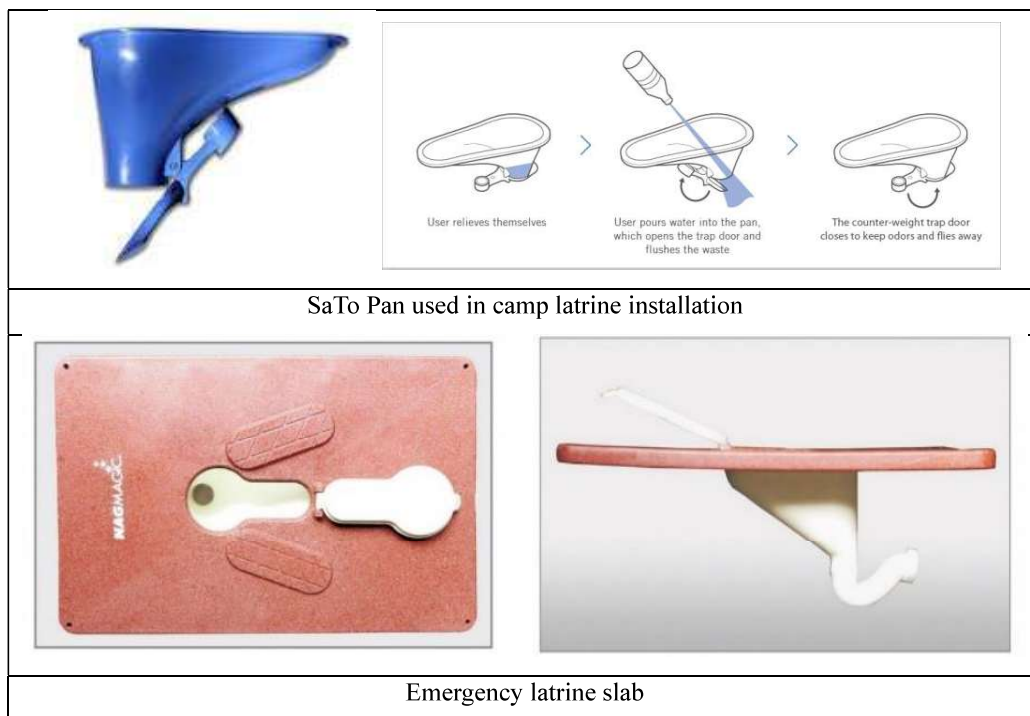 User relieves themselves
User pours water into the pan,
which opens the trap door and
flushes the waste
The counter-weight trap door
closes to keep odors and flies away
SaTo Pan used in camp latrine installation
NAGMAGIC
Emergency latrine slab